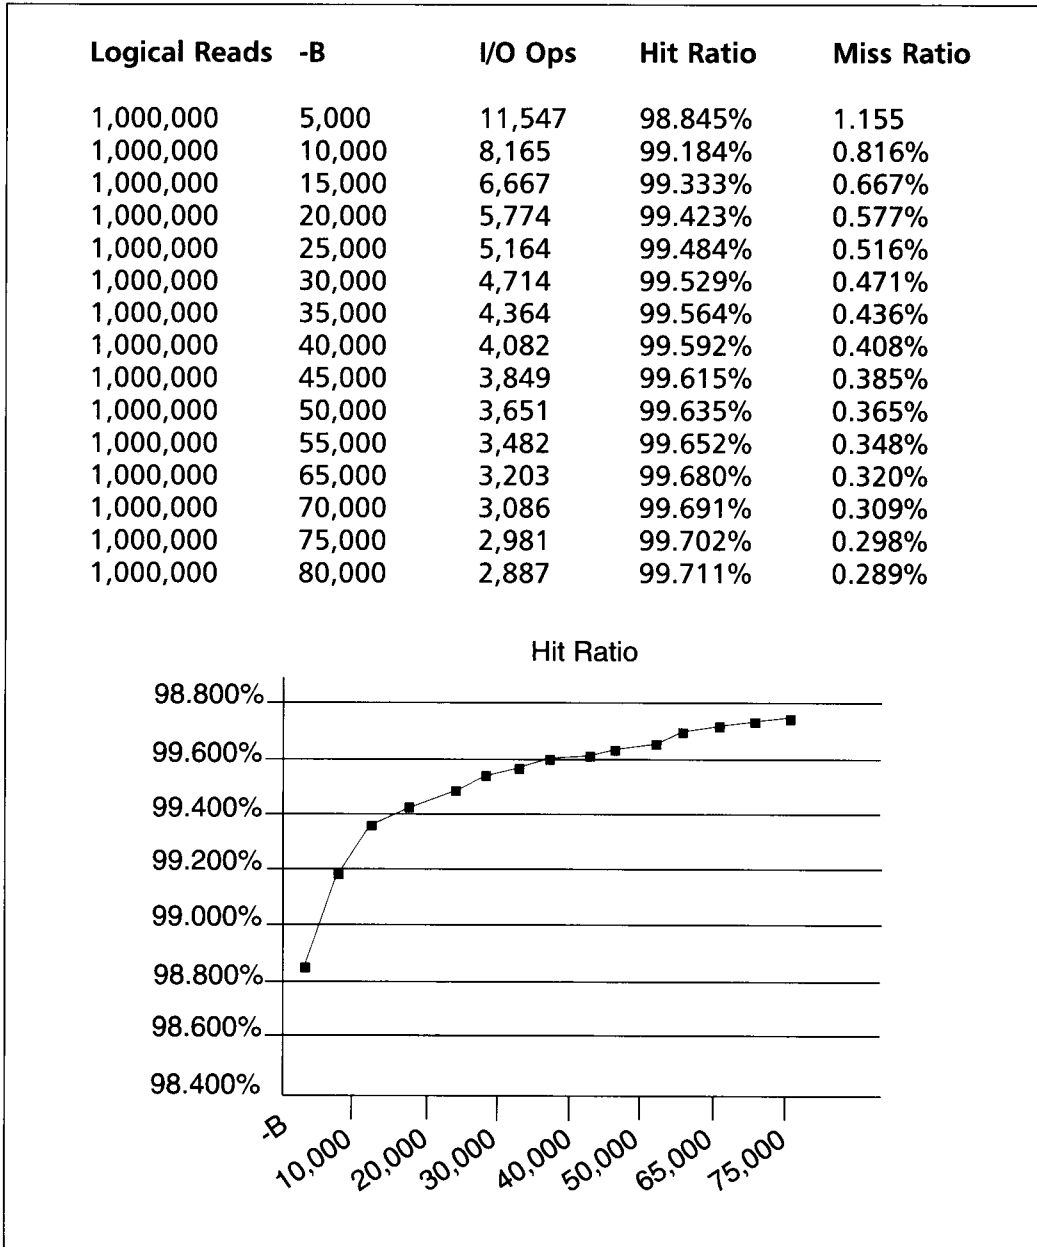 Logical Reads -B I/O Ops Hit Ratio Miss Ratio
1,000,000 5,000 11,547 98.845% 1.155
1,000,000 10,000 8,165 99.184% 0.816%
1,000,000 15,000 6,667 99.333% 0.667%
1,000,000 20,000 5,774 99.423% 0.577%
1,000,000 25,000 5,164 99.484% 0.516%
1,000,000 30,000 4,714 99.529% 0.471%
1,000,000 35,000 4,364 99.564% 0.436%
1,000,000 40,000 4,082 99.592% 0.408%
1,000,000 45,000 3,849 99.615% 0.385%
1,000,000 50,000 3,651 99.635% 0.365%
1,000,000 55,000 3,482 99.652% 0.348%
1,000,000 65,000 3,203 99.680% 0.320%
1,000,000 70,000 3,086 99.691% 0.309%
1,000,000 75,000 2,981 99.702% 0.298%
1,000,000 80,000 2,887 99.711% 0.289%
Hit Ratio
98.800%
99.600%
99.400%
99.200%
99.000%
98.800%
98.600%
98.400%
-B 10,000 20,000 30,000 40,000 50,000 65,000 75,000